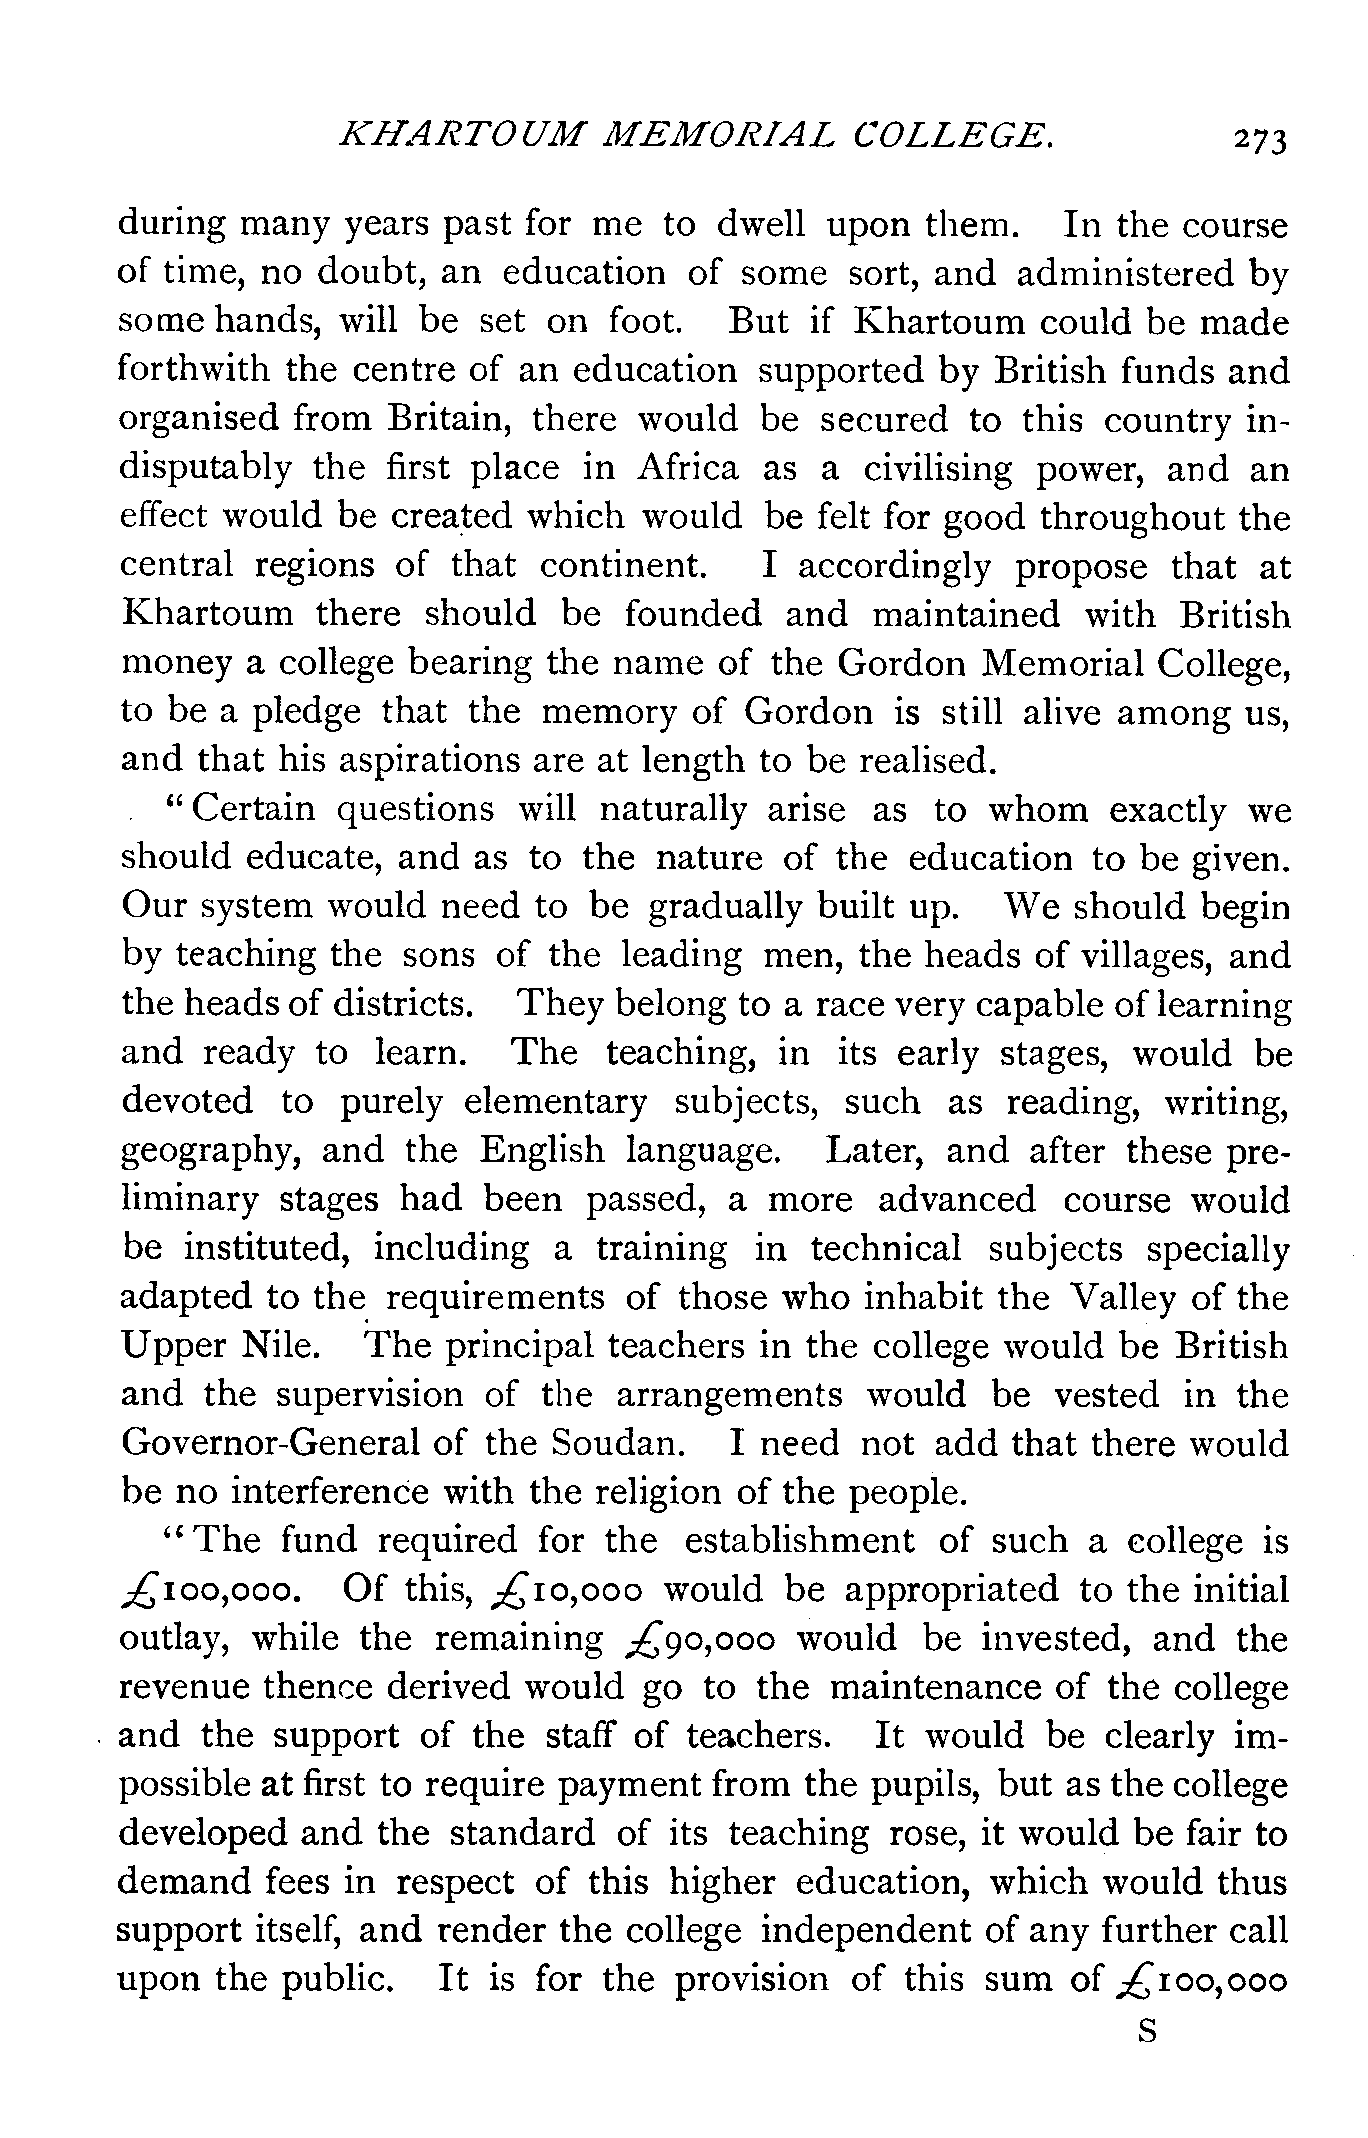 KHARTOUM MEMORIAL COLLEGE. 273
during many years past for me to dwell upon them. In the course
of time, no doubt, an education of some sort, and administered by
some hands, will be set on foot. But if Khartoum could be made
forthwith the centre of an education supported by British funds and
organised from Britain, there would be secured to this country in-
disputably the first place in Africa as a civilising power, and an
effect would be created which would be felt for good throughout the
central regions of that continent. I accordingly propose that at
Khartoum there should be founded and maintained with British
money a college bearing the name of the Gordon Memorial College,
to be a pledge that the memory of Gordon is still alive among us,
and that his aspirations are at length to be realised.
“Certain questions will naturally arise as to whom exactly we
should educate, and as to the nature of the education to be given.
Our system would need to be gradually built up. We should begin
by teaching the sons of the leading men, the heads of villages, and
the heads of districts. They belong to a race very capable of learning
and ready to learn. The teaching, in its early stages, would be
devoted to purely elementary subjects, such as reading, writing,
geography, and the English language. Later, and after these pre-
liminary stages had been passed, a more advanced course would
be instituted, including a training in technical subjects specially
adapted to the requirements of those who inhabit the Valley of the
Upper Nile. The principal teachers in the college would be British
and the supervision of the arrangements would be vested in the
Governor-General of the Soudan. I need not add that there would
be no interference with the religion of the people.
“The fund required for the establishment of such a college is
£100,000. Of this, £10,000 would be appropriated to the initial
outlay, while the remaining £90,000 would be invested, and the
revenue thence derived would go to the maintenance of the college
and the support of the staff of teachers. It would be clearly im-
possible at first to require payment from the pupils, but as the college
developed and the standard of its teaching rose, it would be fair to
demand fees in respect of this higher education, which would thus
support itself, and render the college independent of any further call
upon the public. It is for the provision of this sum of £100,000
S